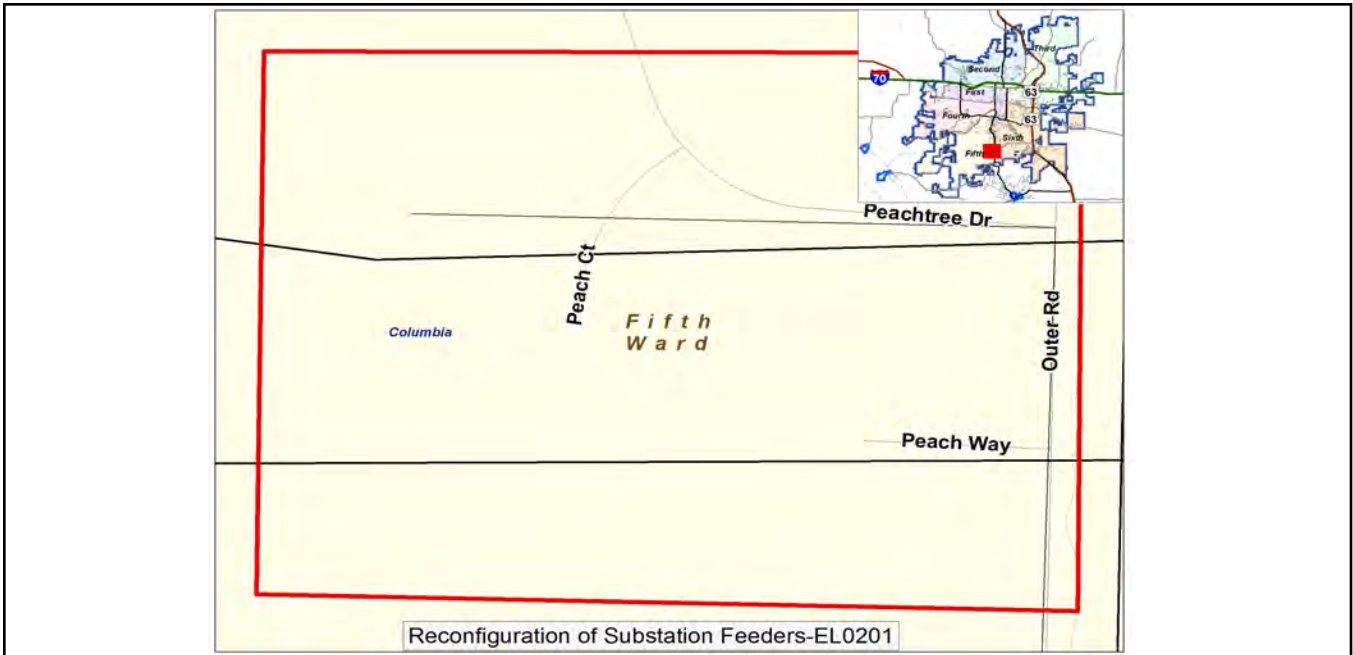 Third
Second
70
First
63
Fourth
63
Sixth
Fifth
Peachtree Dr
Peach Ct
Outer Rd
Columbia
Fifth
Ward
Peach Way
Reconfiguration of Substation Feeders-EL0201